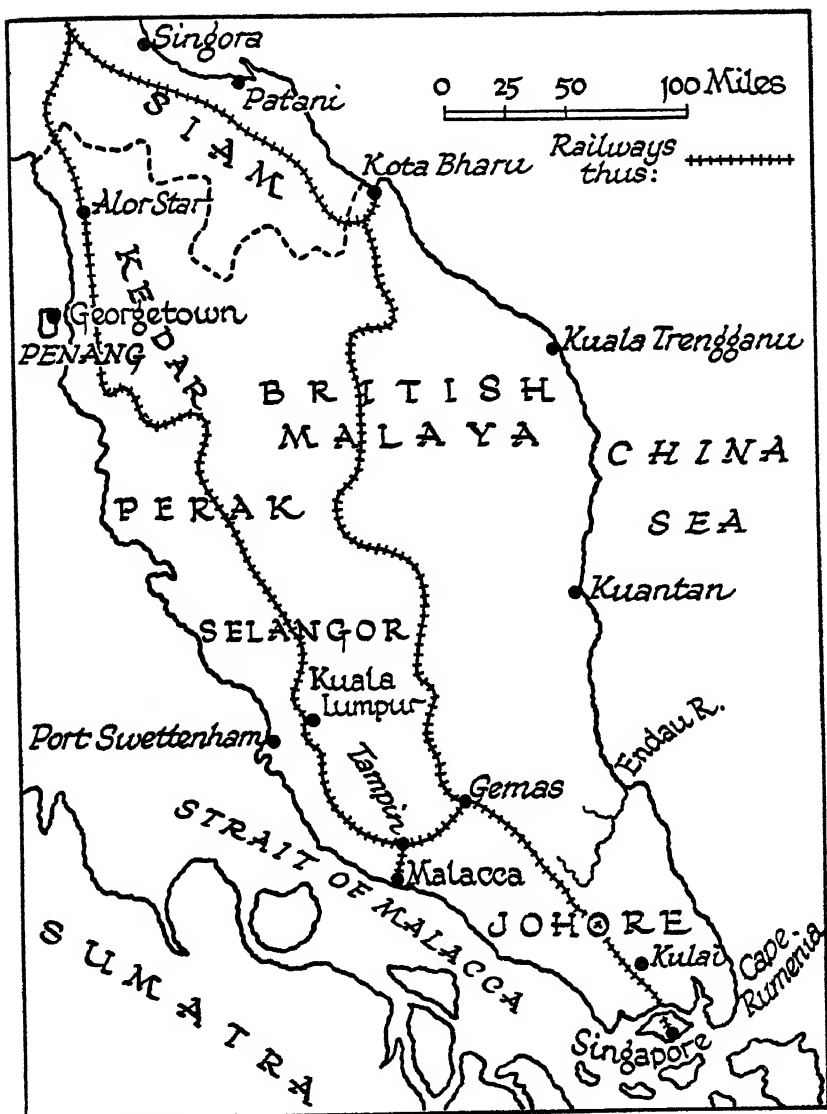 Singora
Patani
0 25 50 100 Miles
Railways
thus:
SIAM
Kota Bharu
Alor Star
KEDAR
Georgetown
PENANG
Kuala Trengganu
BRITISH
MALAYA
CHINA
SEA
PERAK
Kuantan
SELANGOR
Kuala
Lumpur
Port Swettenham
Endau R.
Tampin
Gemas
STRAIT OF MALACCA
Malacca
JOHORE
Kulai
Cape
Rumenia
SUMATRA
Singapore